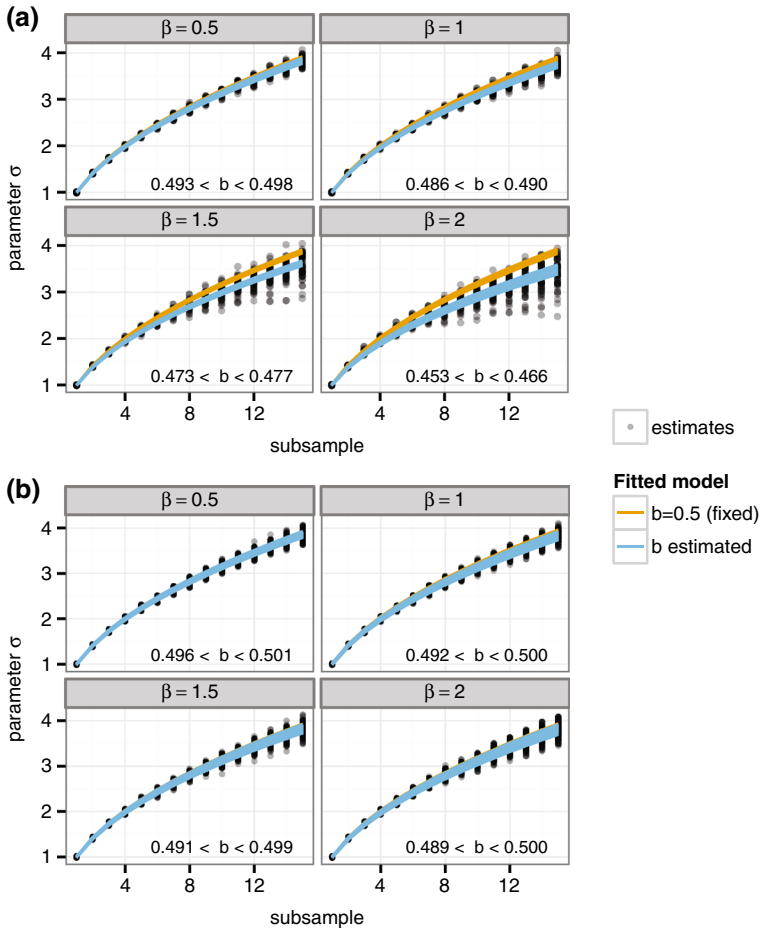 (a)
β = 0.5
β = 1
4
3
2
1
0.493 < b < 0.498
0.486 < b < 0.490
parameter σ
β = 1.5
β = 2
4
3
2
1
0.473 < b < 0.477
0.453 < b < 0.466
4
8
12
4
8
12
subsample
estimates
Fitted model
b=0.5 (fixed)
b estimated
(b)
β = 0.5
β = 1
4
3
2
1
0.496 < b < 0.501
0.492 < b < 0.500
parameter σ
β = 1.5
β = 2
4
3
2
1
0.491 < b < 0.499
0.489 < b < 0.500
4
8
12
4
8
12
subsample